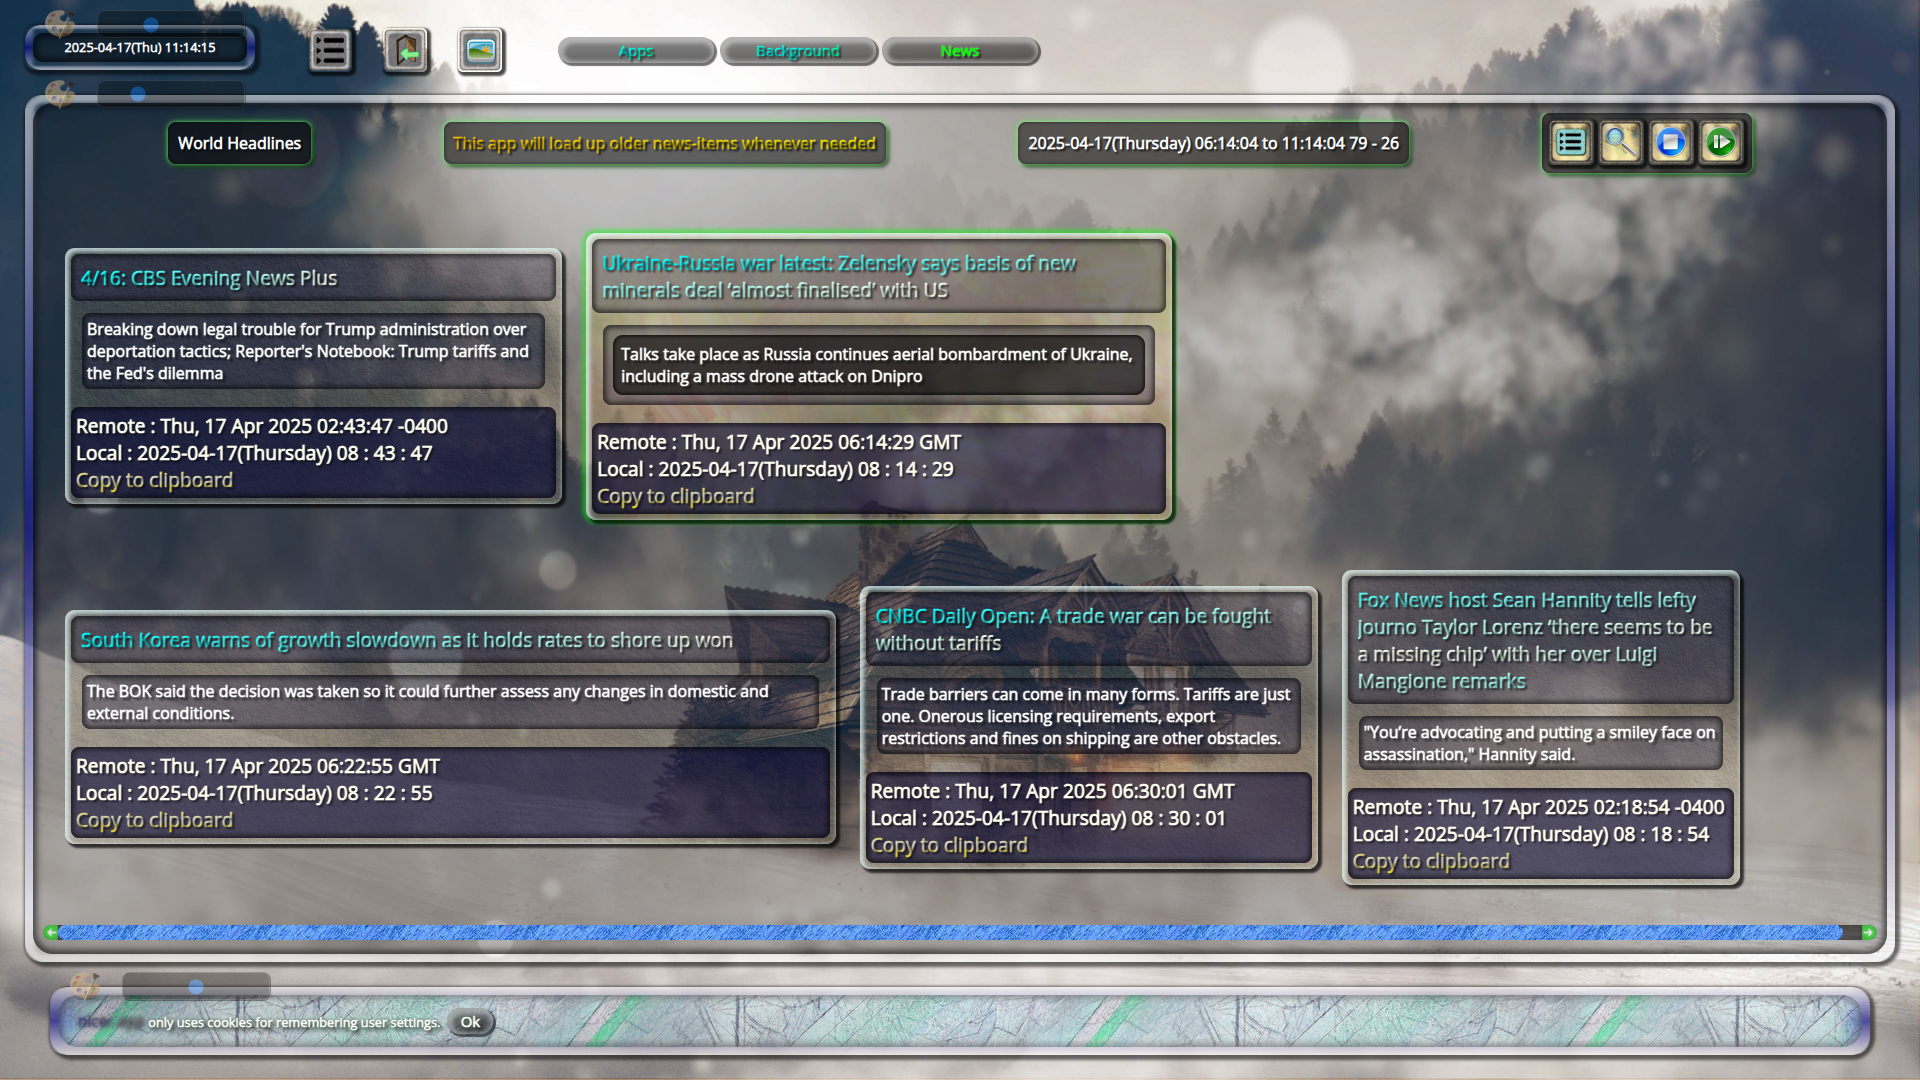 2025-04-17(Thu) 11:14:15
Apps
Background
News
World Headlines
This app will load up older news-items whenever needed
2025-04-17(Thursday) 06:14:04 to 11:14:04 79 - 26
4/16: CBS Evening News Plus
Breaking down legal trouble for Trump administration over
deportation tactics; Reporter's Notebook: Trump tariffs and
the Fed's dilemma
Remote : Thu, 17 Apr 2025 02:43:47 -0400
Local : 2025-04-17(Thursday) 08 : 43 : 47
Copy to clipboard
Ukraine-Russia war latest: Zelensky says basis of new
minerals deal ‘almost finalised’ with US
Talks take place as Russia continues aerial bombardment of Ukraine,
including a mass drone attack on Dnipro
Remote : Thu, 17 Apr 2025 06:14:29 GMT
Local : 2025-04-17(Thursday) 08 : 14 : 29
Copy to clipboard
South Korea warns of growth slowdown as it holds rates to shore up won
The BOK said the decision was taken so it could further assess any changes in domestic and
external conditions.
Remote : Thu, 17 Apr 2025 06:22:55 GMT
Local : 2025-04-17(Thursday) 08 : 22 : 55
Copy to clipboard
CNBC Daily Open: A trade war can be fought
without tariffs
Trade barriers can come in many forms. Tariffs are just
one. Onerous licensing requirements, export
restrictions and fines on shipping are other obstacles.
Remote : Thu, 17 Apr 2025 06:30:01 GMT
Local : 2025-04-17(Thursday) 08 : 30 : 01
Copy to clipboard
Fox News host Sean Hannity tells lefty
journo Taylor Lorenz ‘there seems to be
a missing chip’ with her over Luigi
Mangione remarks
"You’re advocating and putting a smiley face on
assassination," Hannity said.
Remote : Thu, 17 Apr 2025 02:18:54 -0400
Local : 2025-04-17(Thursday) 08 : 18 : 54
Copy to clipboard
only uses cookies for remembering user settings.
Ok